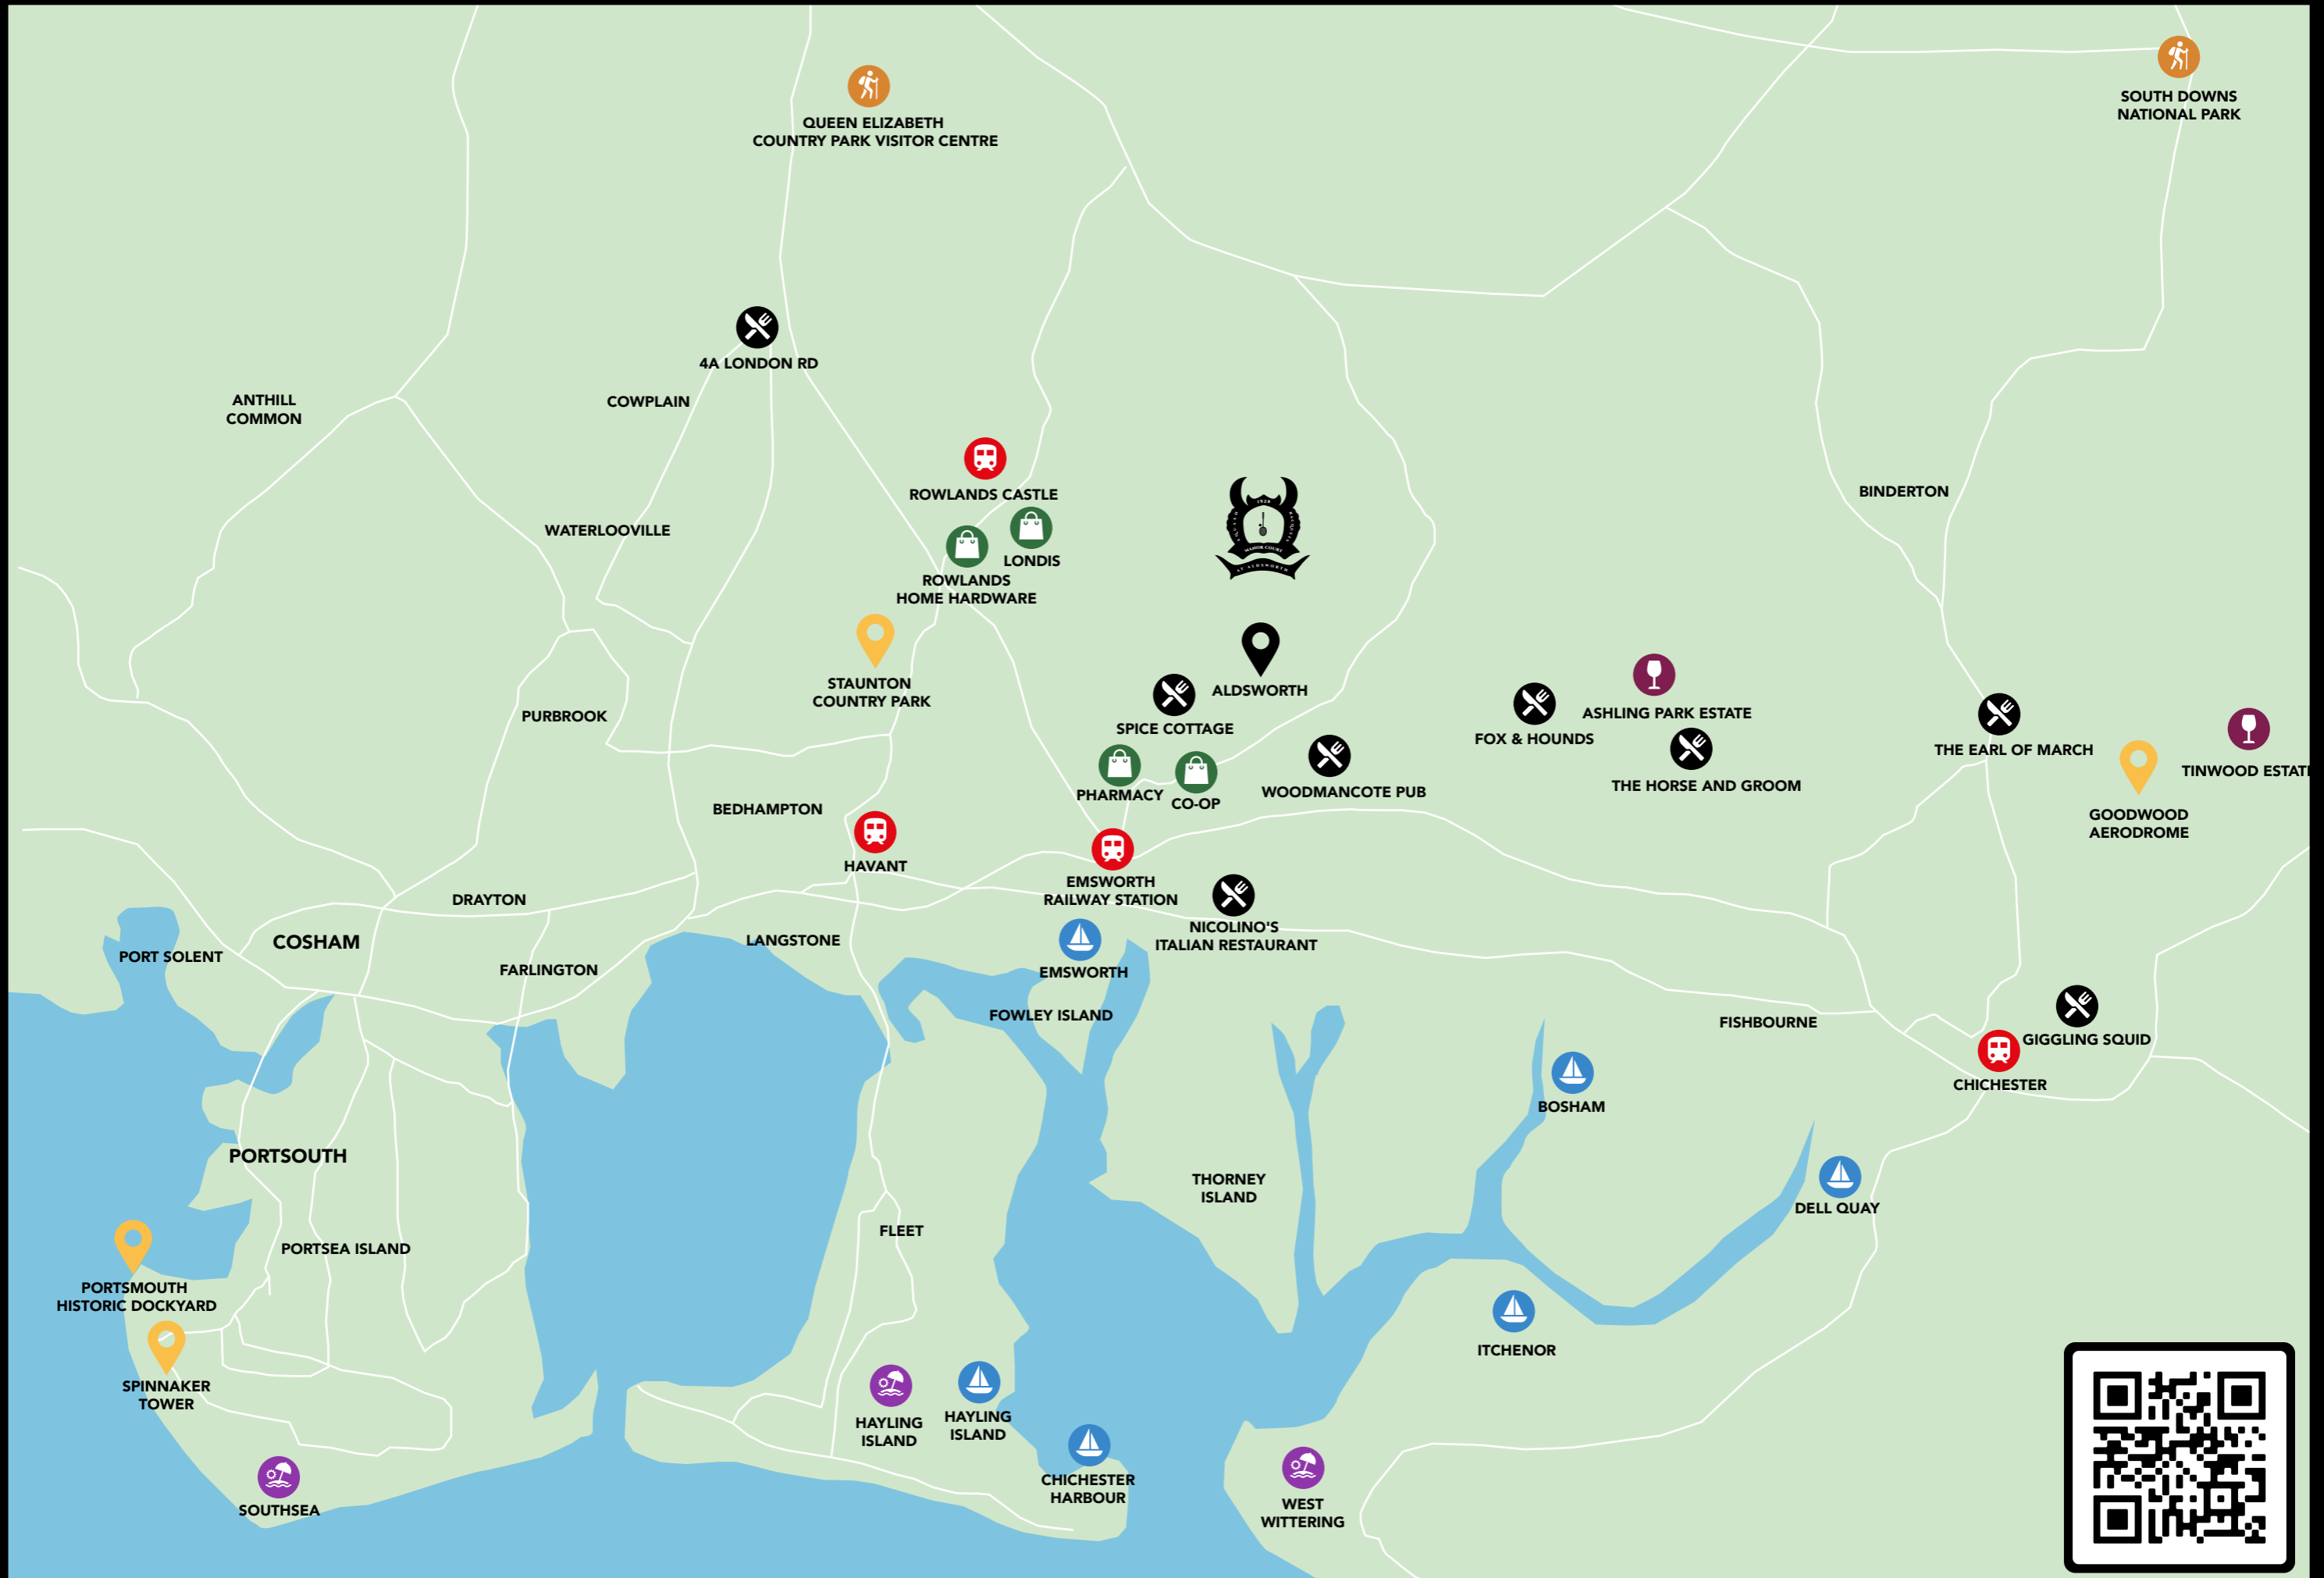 SOUTH DOWNS
NATIONAL PARK
QUEEN ELIZABETH
COUNTRY PARK VISITOR CENTRE
4A LONDON RD
ANTHILL
COMMON
COWPLAIN
ROWLANDS CASTLE
BINDERTON
1928
MANOR COURT
AT ALDSWORTH
WATERLOOVILLE
LONDIS
ROWLANDS
HOME HARDWARE
STAUNTON
COUNTRY PARK
ALDSWORTH
PURBROOK
SPICE COTTAGE
ASHLING PARK ESTATE
FOX & HOUNDS
THE EARL OF MARCH
TINWOOD ESTATE
THE HORSE AND GROOM
WOODMANCOTE PUB
PHARMACY
CO-OP
BEDHAMPTON
GOODWOOD
AERODROME
HAVANT
EMSWORTH
RAILWAY STATION
DRAYTON
NICOLINO'S
ITALIAN RESTAURANT
COSHAM
LANGSTONE
PORT SOLENT
FARLINGTON
EMSWORTH
FOWLEY ISLAND
FISHBOURNE
GIGGLING SQUID
CHICHESTER
BOSHAM
PORTSOUTH
THORNEY
ISLAND
DELL QUAY
FLEET
PORTSEA ISLAND
PORTSMOUTH
HISTORIC DOCKYARD
ITCHENOR
SPINNAKER
TOWER
HAYLING
ISLAND
HAYLING
ISLAND
CHICHESTER
HARBOUR
SOUTHSEA
WEST
WITTERING